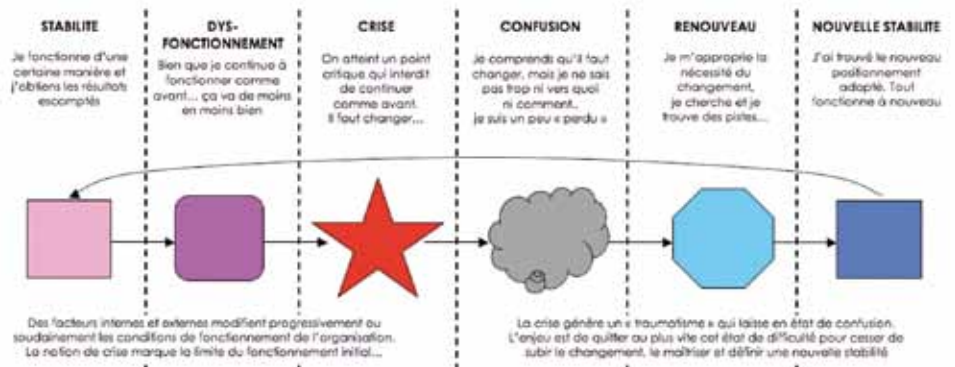 STABILITE
Je fonctionne d'une
certaine manière et
j'obtiens les résultats
escomptés
DYS-
FONCTIONNEMENT
Bien que je continue à
fonctionner comme
avant... ça va de moins
en moins bien
CRISE
On atteint un point
critique qui interdit
de continuer
comme avant.
Il faut changer...
CONFUSION
Je comprends qu'il faut
changer, mais je ne sais
pas trop ni vers quoi
ni comment..
je suis un peu « perdu »
RENOUVEAU
Je m'approprie la
nécessité du
changement,
je cherche et je
trouve des pistes...
NOUVELLE STABILITE
J'ai trouvé le nouveau
positionnement
adapté. Tout
fonctionne à nouveau
Des facteurs internes et externes modifient progressivement ou
soudainement les conditions de fonctionnement de l'organisation.
La notion de crise marque la limite du fonctionnement initial...
La crise génère un « traumatisme » qui laisse en état de confusion.
L'enjeu est de quitter au plus vite cet état de difficulté pour cesser de
subir le changement, le maîtriser et définir une nouvelle stabilité